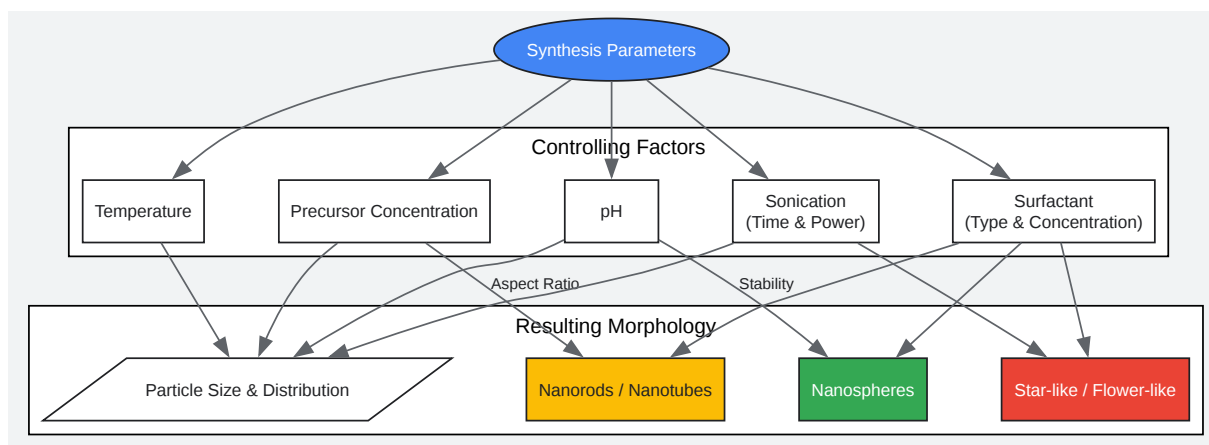 Synthesis Parameters
Controlling Factors
Temperature
Precursor Concentration
pH
Sonication
(Time & Power)
Surfactant
(Type & Concentration)
Aspect Ratio
Stability
Resulting Morphology
Particle Size & Distribution
Nanorods / Nanotubes
Nanospheres
Star-like / Flower-like